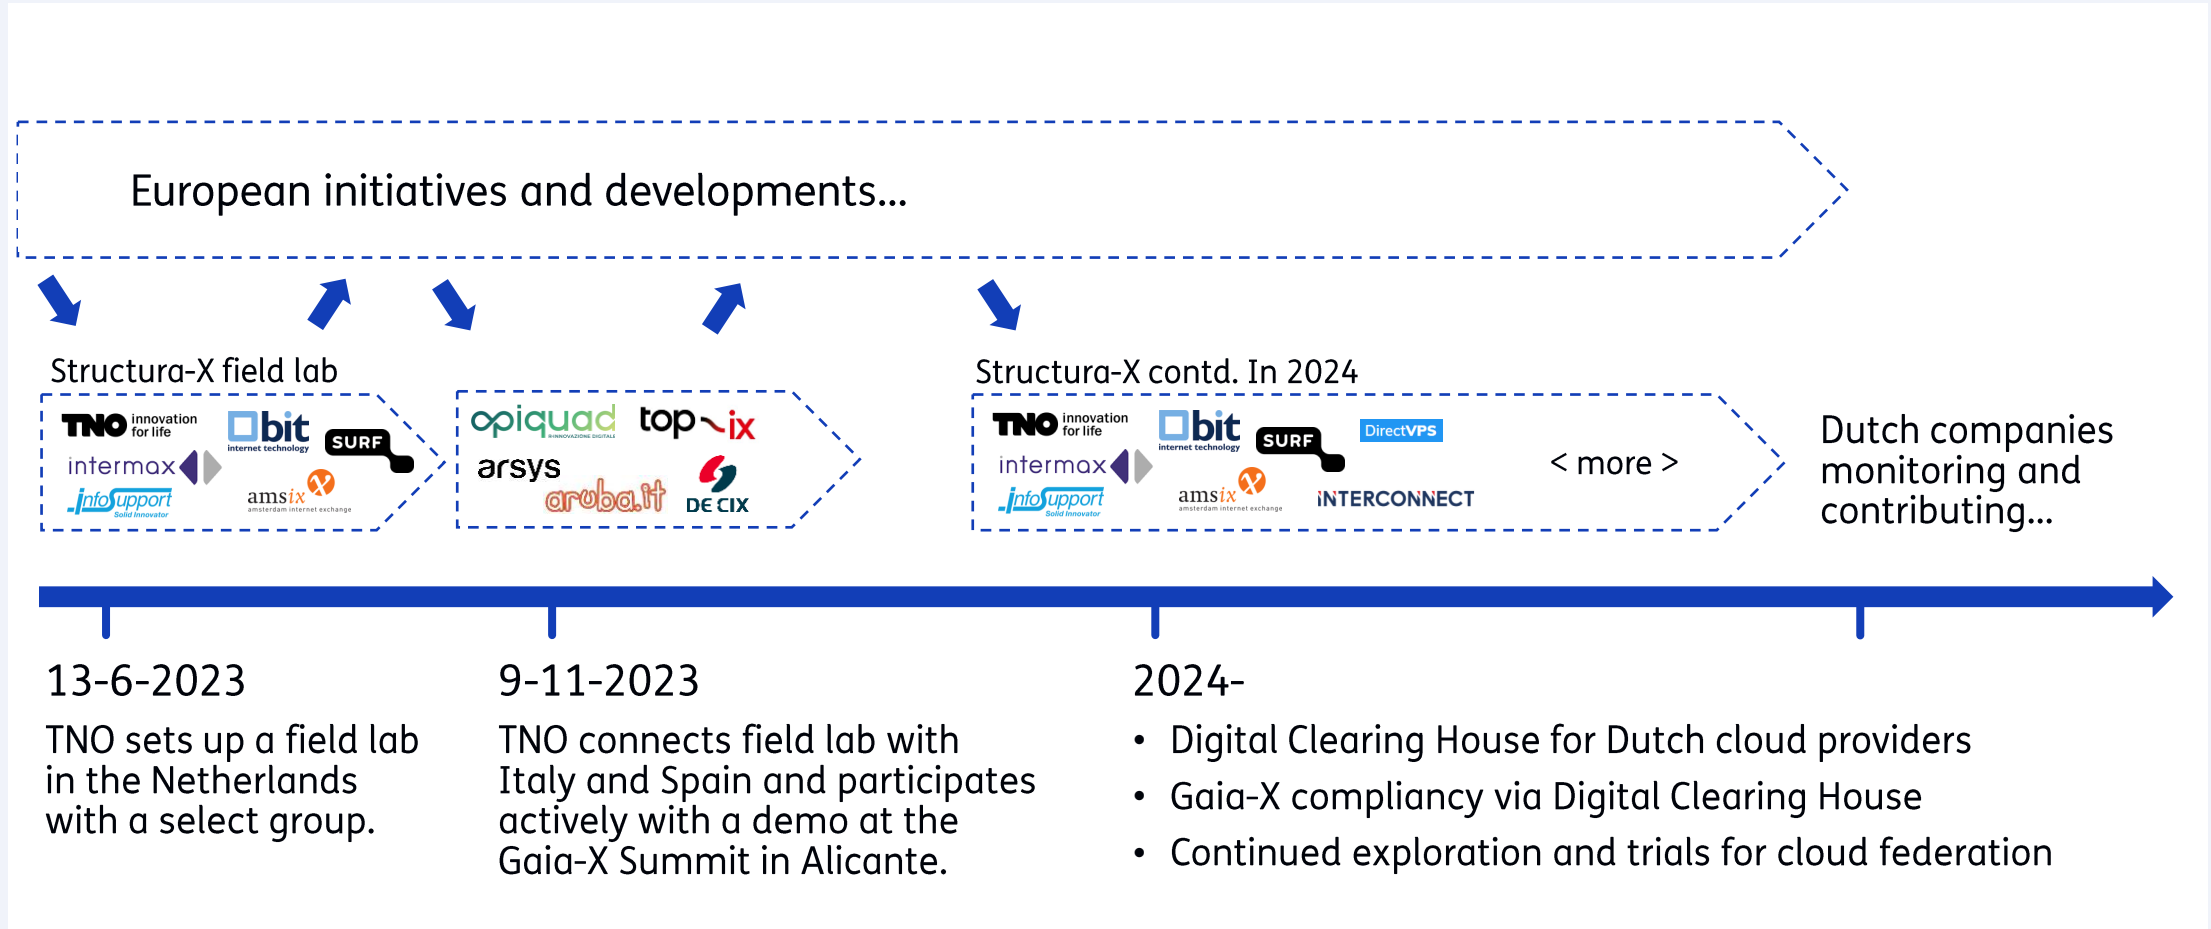 European initiatives and developments...
Structura-X field lab
TNO innovation for life
bit
internet technology
SURF
intermax
infoSupport
Solid Innovator
amsix
amsterdam internet exchange
opiquad
R-INNOVAZIONE DIGITALE
top-ix
arsys
aruba.it
DE CIX
Structura-X contd. In 2024
TNO innovation for life
bit
internet technology
SURF
DirectVPS
intermax
< more >
infoSupport
Solid Innovator
amsix
amsterdam internet exchange
INTERCONNECT
Dutch companies
monitoring and
contributing...
13-6-2023
TNO sets up a field lab
in the Netherlands
with a select group.
9-11-2023
TNO connects field lab with
Italy and Spain and participates
actively with a demo at the
Gaia-X Summit in Alicante.
2024-
• Digital Clearing House for Dutch cloud providers
• Gaia-X compliancy via Digital Clearing House
• Continued exploration and trials for cloud federation